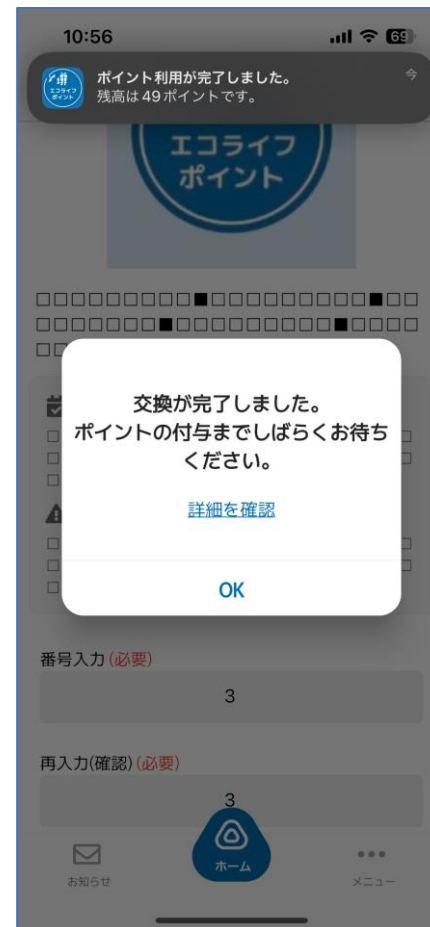 10:56
69
ポイント利用が完了しました。
今
残高は49ポイントです。
エコライフ
ポイント
エコライフ
ポイント
□□□□□□□□□■□□□□□□□□□■□□
□□□□□□□■□□□□□□□□□■□□□□
□□
交換が完了しました。
ポイントの付与までしばらくお待ち
ください。
詳細を確認
OK
番号入力(必要)
3
再入力(確認)(必要)
3
お知らせ
ホーム
メニュー